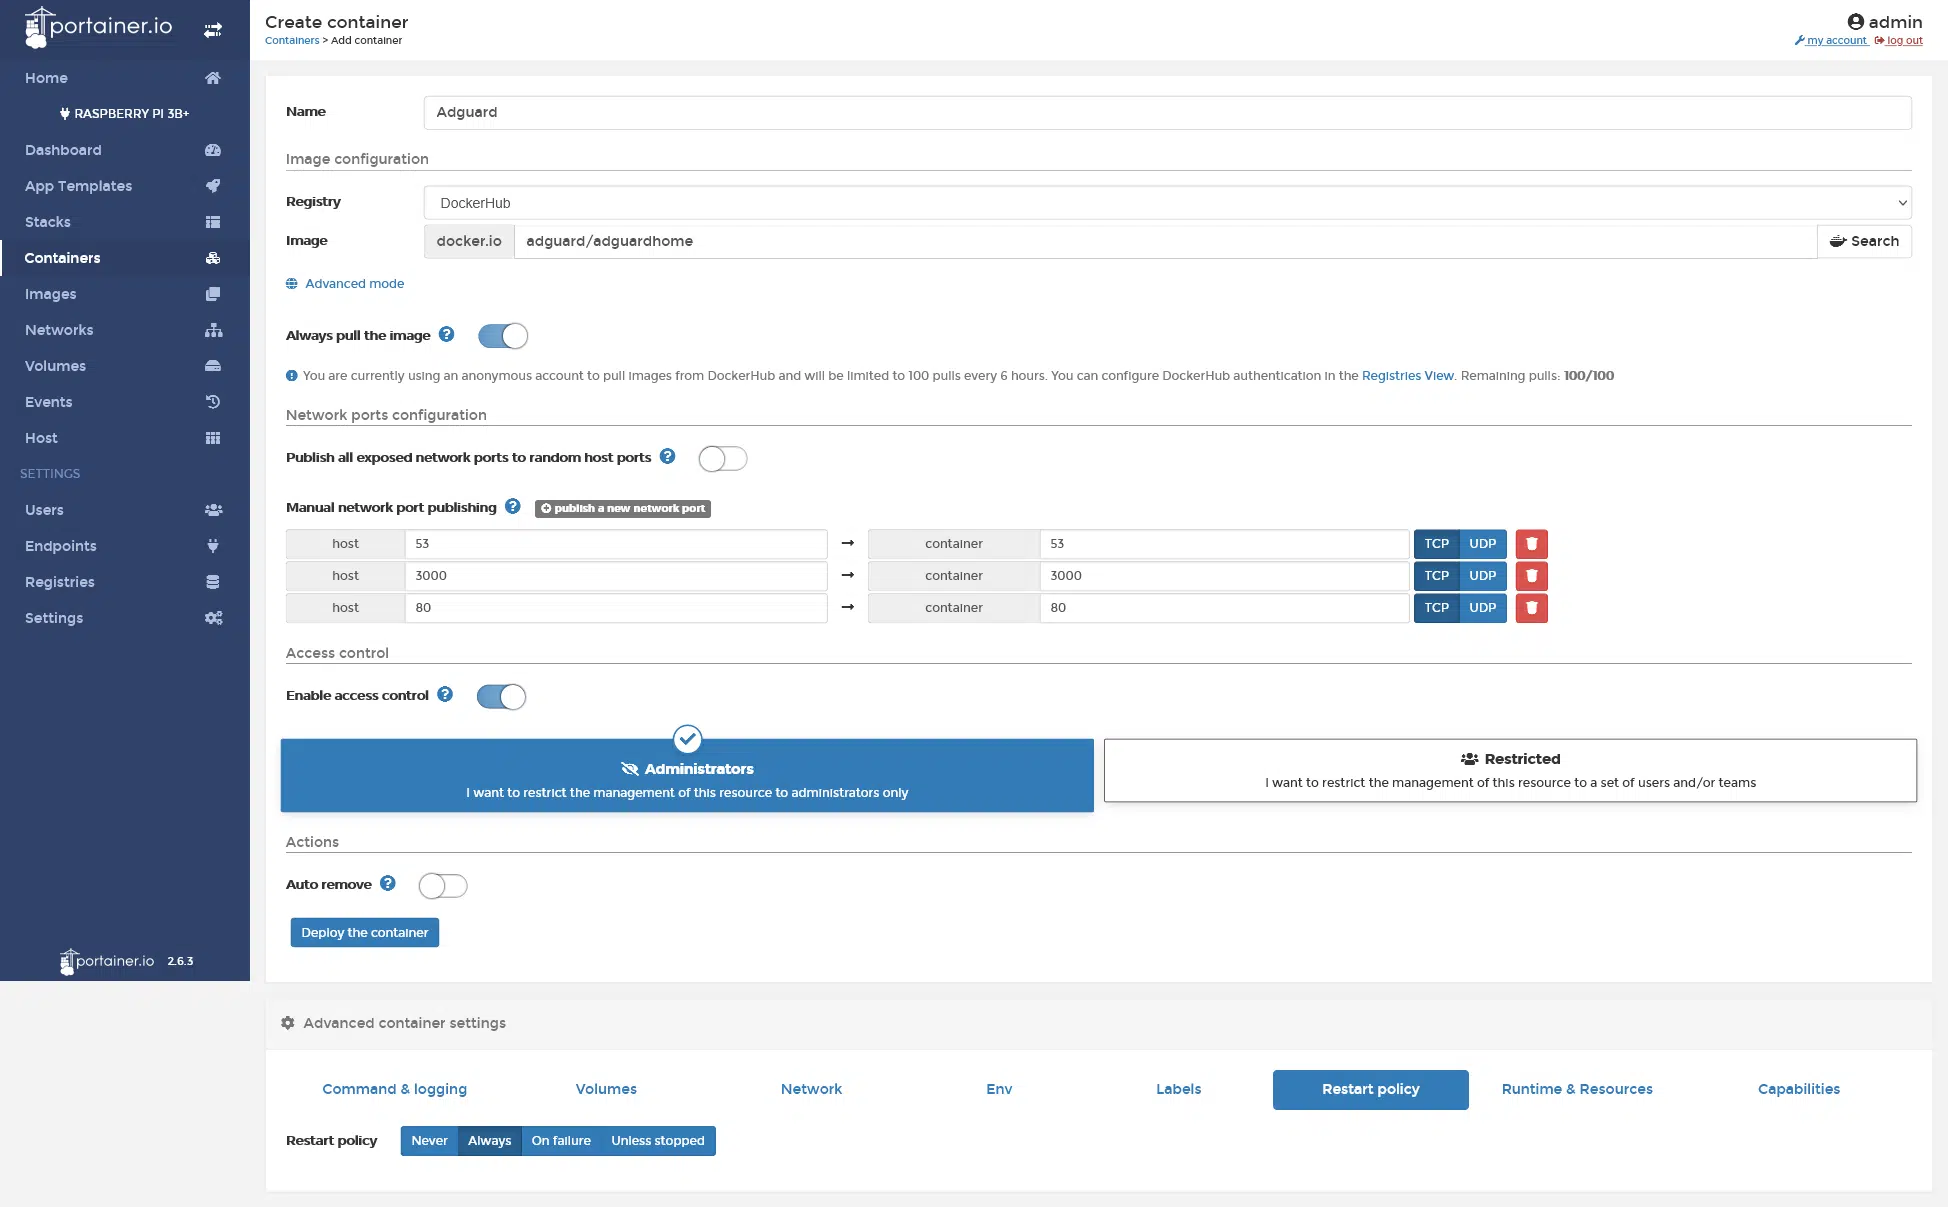 portainer.io
Home
RASPBERRY PI 3B+
Dashboard
App Templates
Stacks
Containers
Images
Networks
Volumes
Events
Host
SETTINGS
Users
Endpoints
Registries
Settings
portainer.io 2.6.3
Create container
Containers > Add container
admin
my account log out
Name Adguard
Image configuration
Registry DockerHub
Image docker.io adguard/adguardhome Search
Advanced mode
Always pull the image
You are currently using an anonymous account to pull images from DockerHub and will be limited to 100 pulls every 6 hours. You can configure DockerHub authentication in the Registries View. Remaining pulls: 100/100
Network ports configuration
Publish all exposed network ports to random host ports
Manual network port publishing publish a new network port
host 53 → container 53 TCP UDP
host 3000 → container 3000 TCP UDP
host 80 → container 80 TCP UDP
Access control
Enable access control
Administrators
I want to restrict the management of this resource to administrators only
Restricted
I want to restrict the management of this resource to a set of users and/or teams
Actions
Auto remove
Deploy the container
Advanced container settings
Command & logging Volumes Network Env Labels Restart policy Runtime & Resources Capabilities
Restart policy Never Always On failure Unless stopped